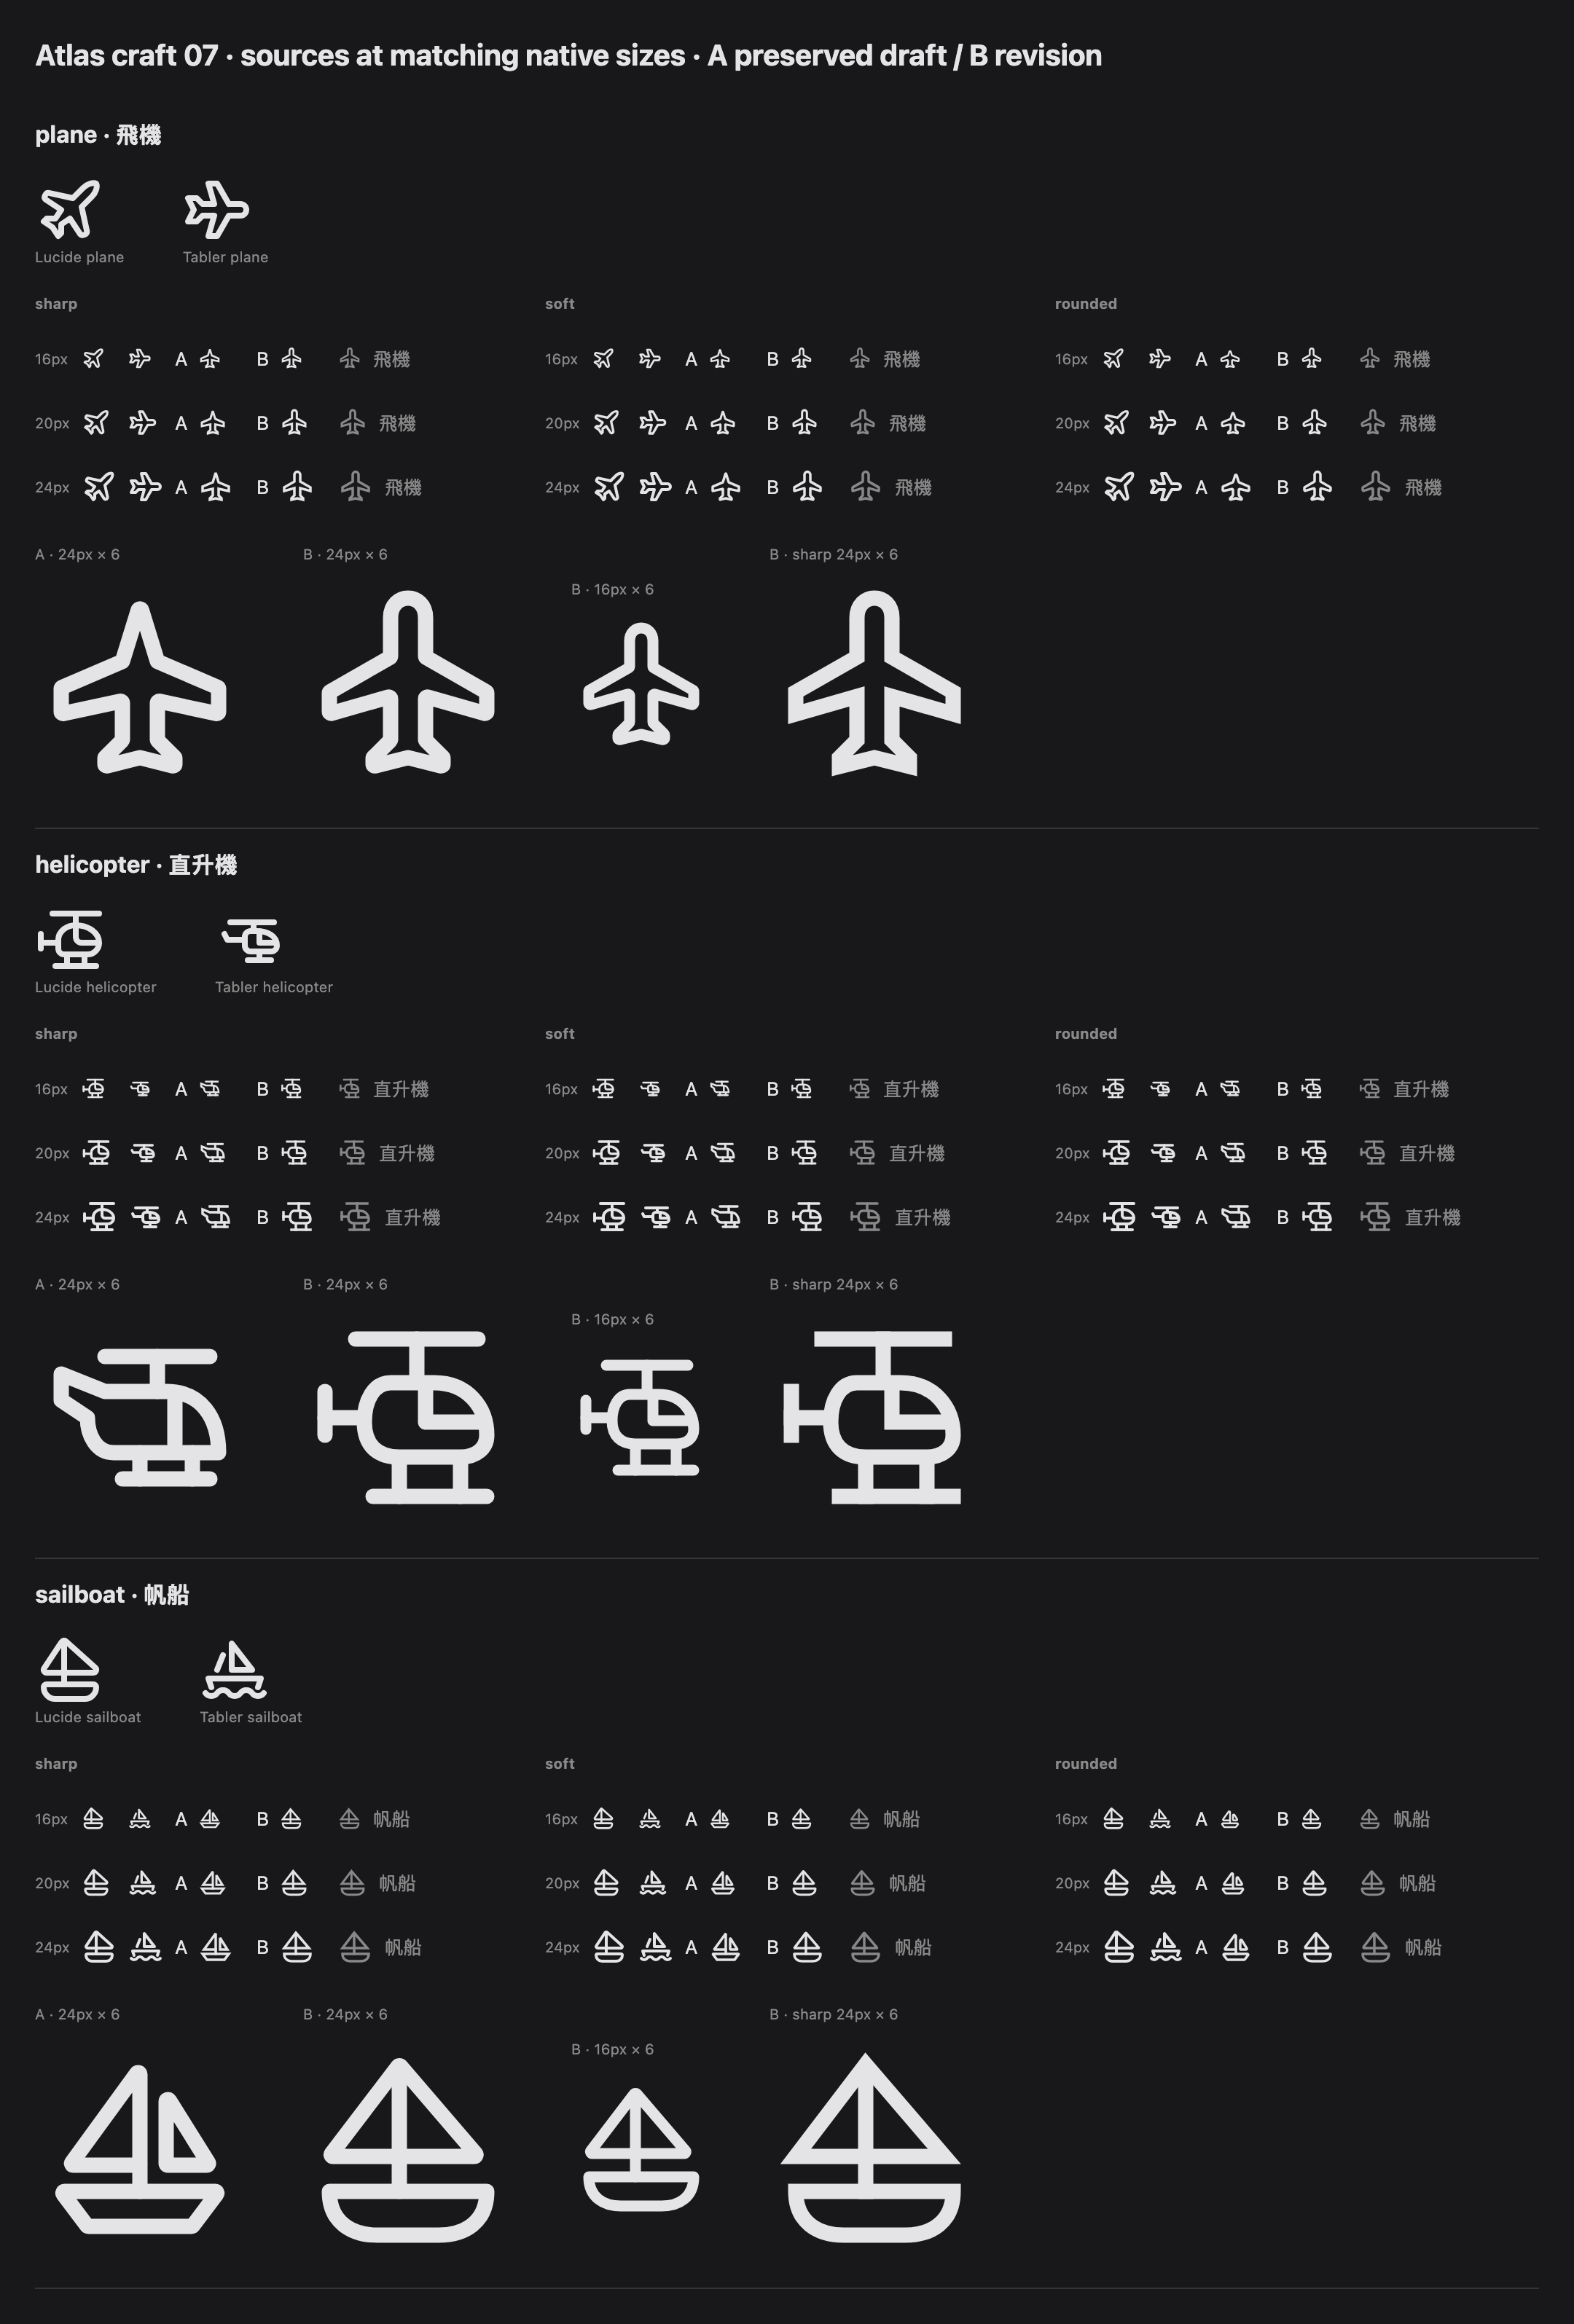 Atlas craft 07 · sources at matching native sizes · A preserved draft / B revision
plane · 飛機
Lucide plane Tabler plane
sharp soft rounded
16px A B 飛機 16px A B 飛機 16px A B 飛機
20px A B 飛機 20px A B 飛機 20px A B 飛機
24px A B 飛機 24px A B 飛機 24px A B 飛機
A · 24px × 6 B · 24px × 6 B · sharp 24px × 6
B · 16px × 6
helicopter · 直升機
Lucide helicopter Tabler helicopter
sharp soft rounded
16px A B 直升機 16px A B 直升機 16px A B 直升機
20px A B 直升機 20px A B 直升機 20px A B 直升機
24px A B 直升機 24px A B 直升機 24px A B 直升機
A · 24px × 6 B · 24px × 6 B · sharp 24px × 6
B · 16px × 6
sailboat · 帆船
Lucide sailboat Tabler sailboat
sharp soft rounded
16px A B 帆船 16px A B 帆船 16px A B 帆船
20px A B 帆船 20px A B 帆船 20px A B 帆船
24px A B 帆船 24px A B 帆船 24px A B 帆船
A · 24px × 6 B · 24px × 6 B · sharp 24px × 6
B · 16px × 6